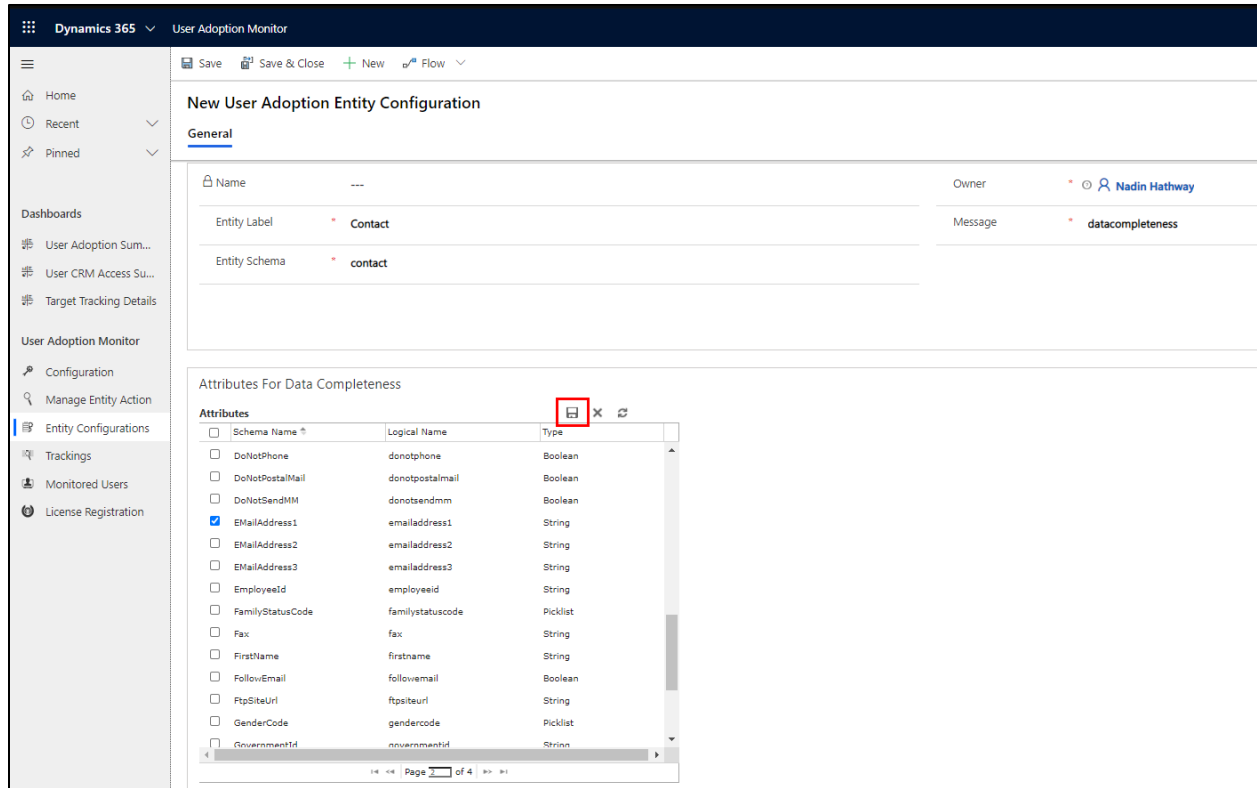 Dynamics 365 User Adoption Monitor
Save Save & Close New Flow
Home
Recent
Pinned
Dashboards
User Adoption Sum...
User CRM Access Su...
Target Tracking Details
User Adoption Monitor
Configuration
Manage Entity Action
Entity Configurations
Trackings
Monitored Users
License Registration
New User Adoption Entity Configuration
General
Name --- Owner * Nadin Hathway
Entity Label * Contact Message * datacompleteness
Entity Schema * contact
Attributes For Data Completeness
Attributes
Schema Name Logical Name Type
DoNotPhone donotphone Boolean
DoNotPostalMail donotpostalmail Boolean
DoNotSendMM donotsendmm Boolean
EMailAddress1 emailaddress1 String
EMailAddress2 emailaddress2 String
EMailAddress3 emailaddress3 String
EmployeeId employeeid String
FamilyStatusCode familystatuscode Picklist
Fax fax String
FirstName firstname String
FollowEmail followemail Boolean
FtpSiteUrl ftpsiteurl String
GenderCode gendercode Picklist
GovernmentId governmentid String
Page 2 of 4